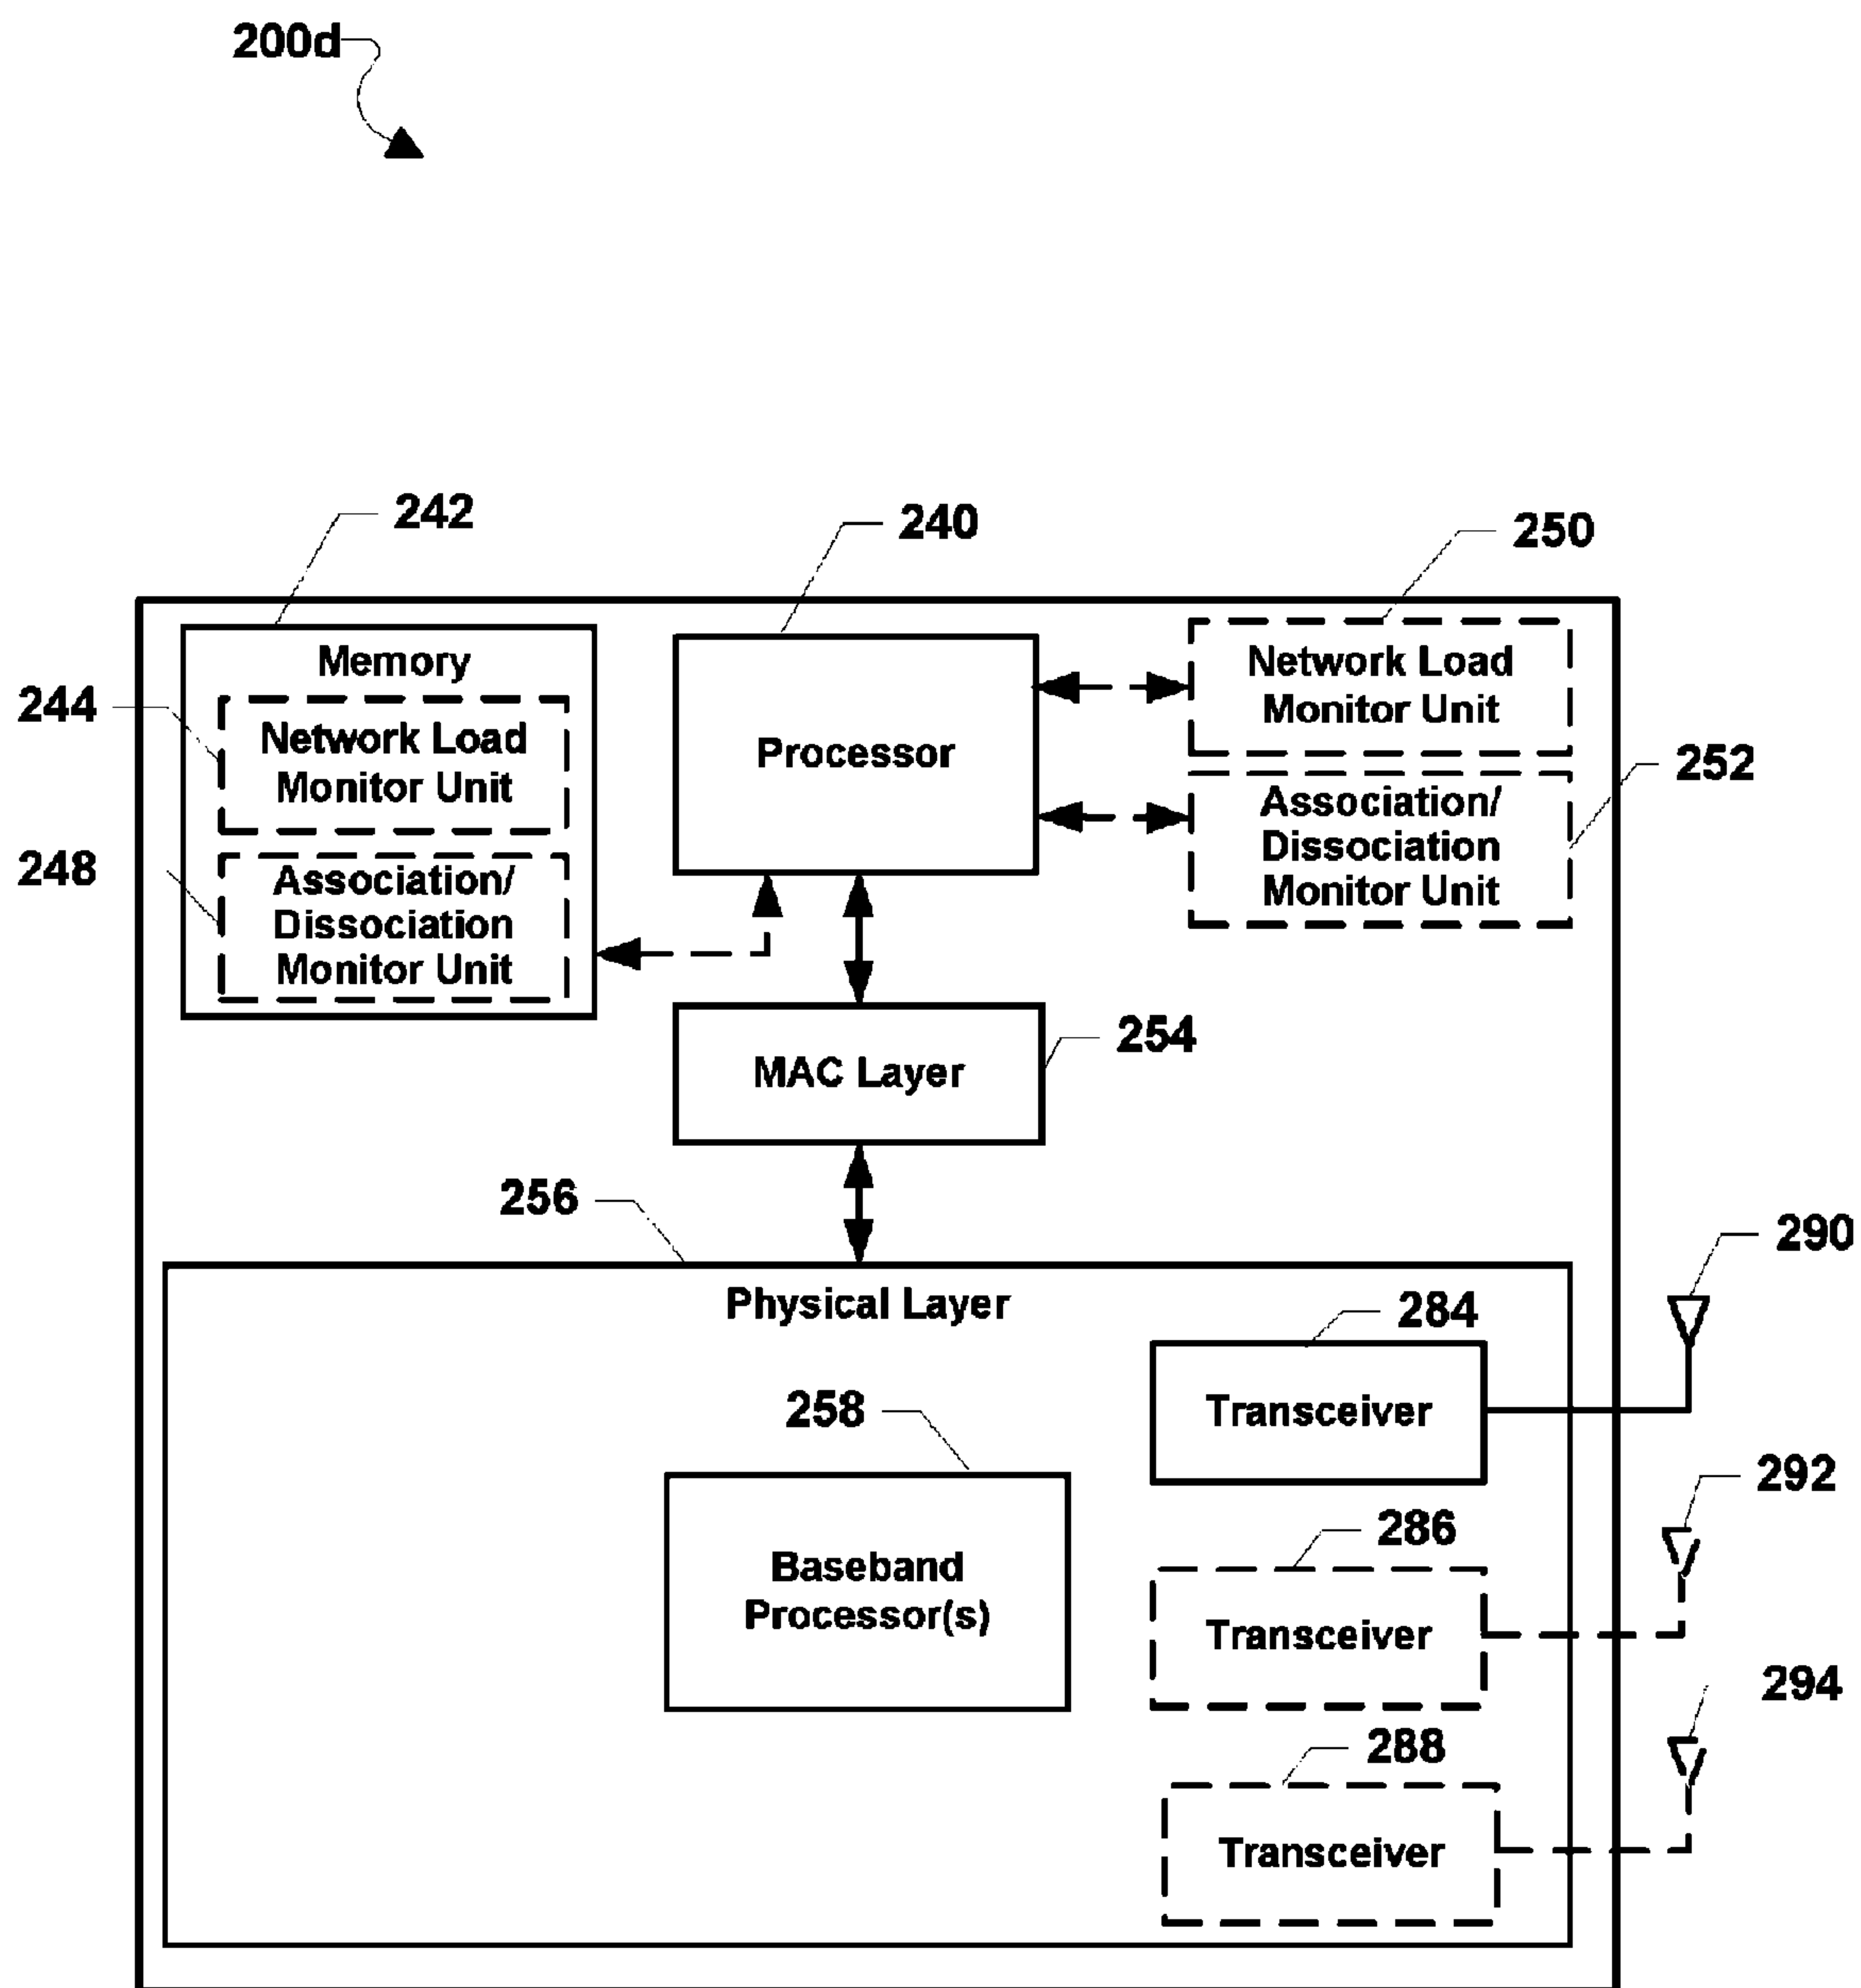 200d
242
240
250
Memory
244
Network Load
Monitor Unit
248
Association/
Dissociation
Monitor Unit
Processor
Network Load
Monitor Unit
252
Association/
Dissociation
Monitor Unit
254
MAC Layer
256
Physical Layer
290
284
Transceiver
258
Baseband
Processor(s)
292
286
Transceiver
294
288
Transceiver